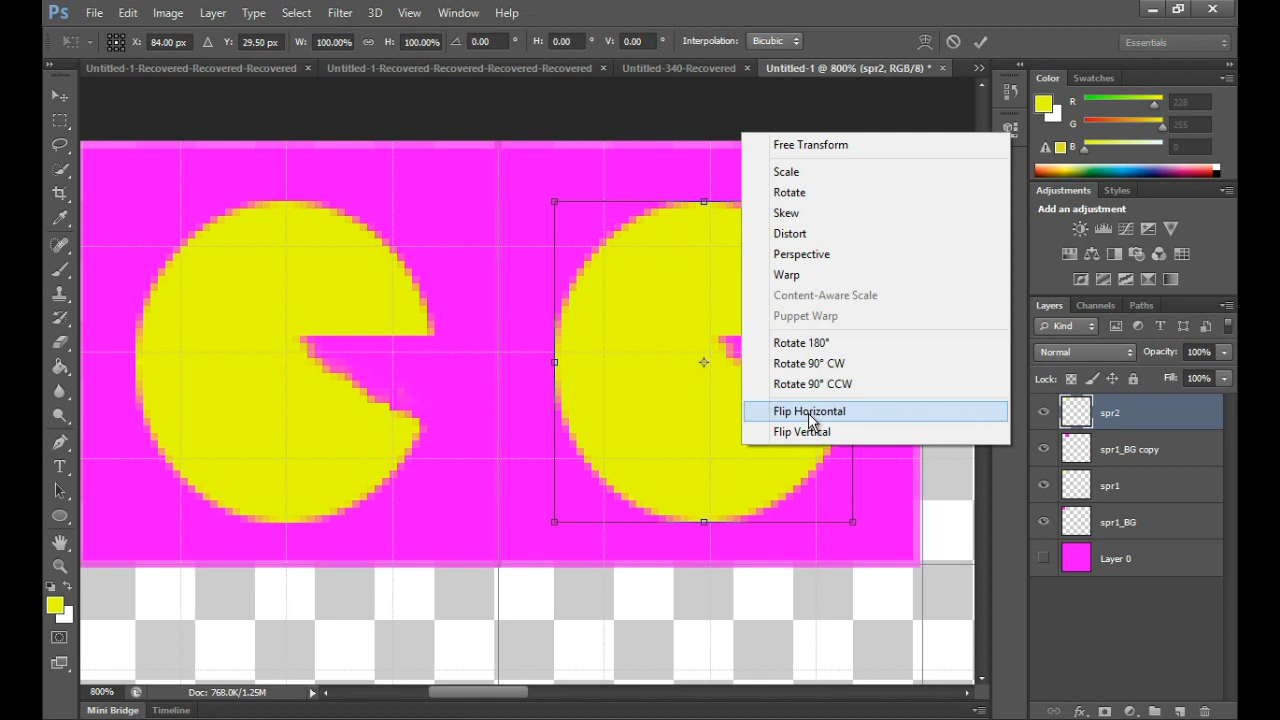 Ps File Edit Image Layer Type Select Filter 3D View Window Help
X: 84.00 px Y: 29.50 px W: 100.00% H: 100.00% 0.00 ° H: 0.00 ° V: 0.00 ° Interpolation: Bicubic Essentials
Untitled-1-Recovered-Recovered-Recovered × Untitled-1-Recovered-Recovered-Recovered × Untitled-340-Recovered × Untitled-1 @ 800% (spr2, RGB/8) * ×
Color Swatches
R 228
G 255
B 0
Adjustments Styles
Add an adjustment
Free Transform
Scale
Rotate
Skew
Distort
Perspective
Warp
Content-Aware Scale
Puppet Warp
Rotate 180°
Rotate 90° CW
Rotate 90° CCW
Flip Horizontal
Flip Vertical
Layers Channels Paths
Kind
Normal Opacity: 100%
Lock: Fill: 100%
spr2
spr1_BG copy
spr1
spr1_BG
Layer 0
800% Doc: 768.0K/1.25M
Mini Bridge Timeline